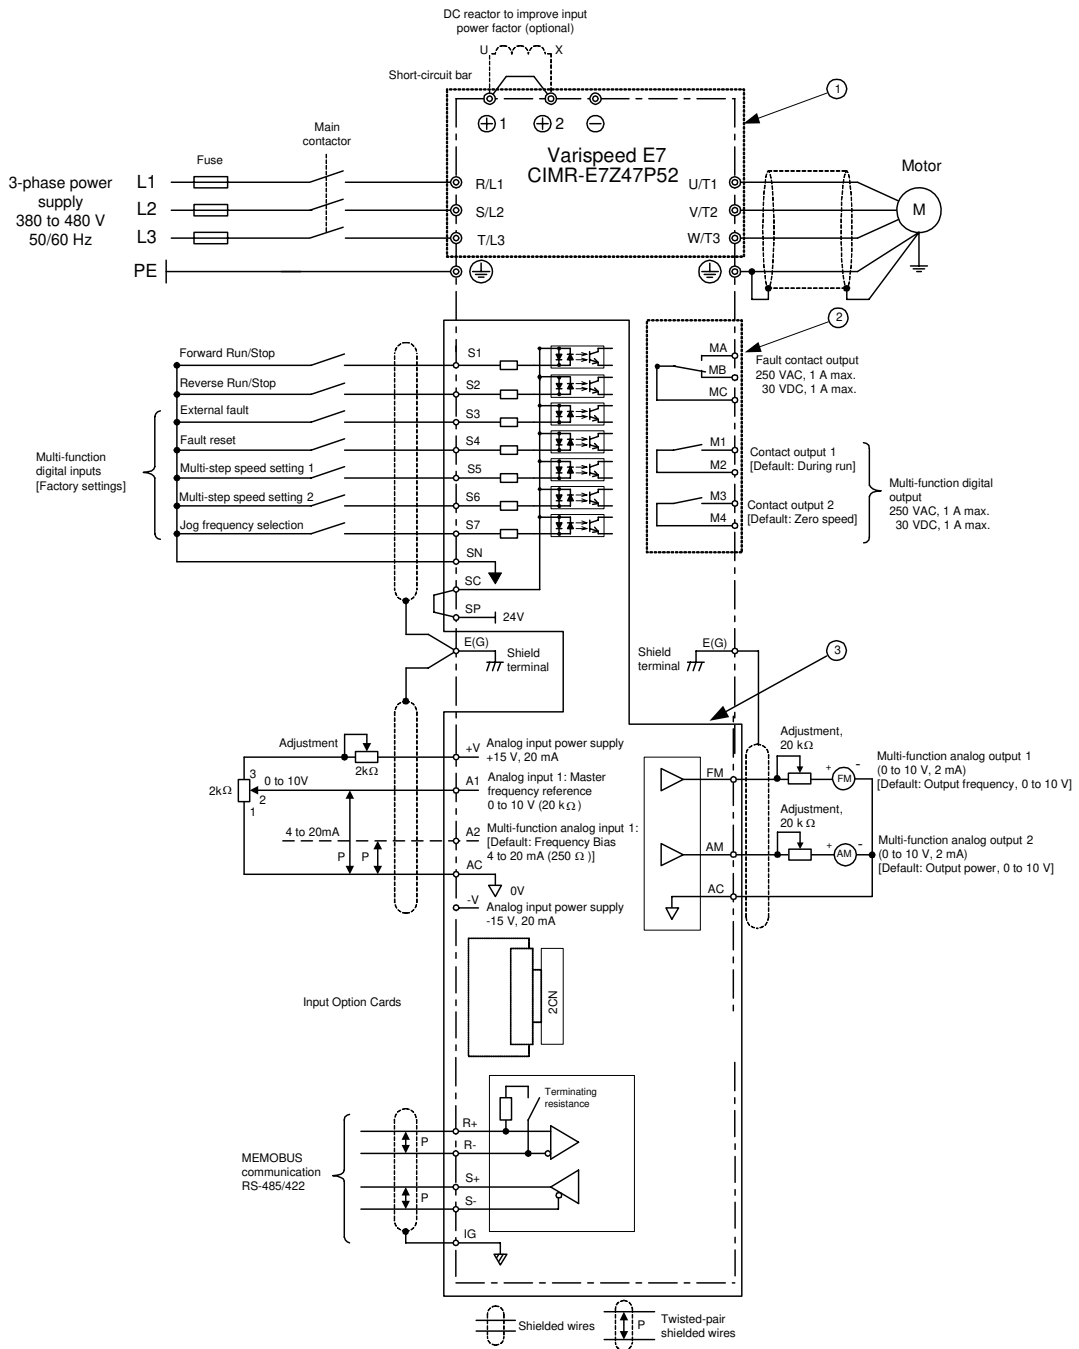 DC reactor to improve input
power factor (optional)
U X
Short-circuit bar
1
+ 1 + 2 −
Main
contactor
Fuse
Varispeed E7
CIMR-E7Z47P52
Motor
3-phase power
supply
380 to 480 V
50/60 Hz
L1 R/L1 U/T1
L2 S/L2 V/T2 M
L3 T/L3 W/T3
PE
2
Forward Run/Stop S1
Reverse Run/Stop S2
External fault S3
Fault reset S4
Multi-step speed setting 1 S5
Multi-step speed setting 2 S6
Jog frequency selection S7
Multi-function
digital inputs
[Factory settings]
SN
SC
SP 24V
E(G) Shield
terminal
MA
MB
MC
Fault contact output
250 VAC, 1 A max.
30 VDC, 1 A max.
M1
M2
Contact output 1
[Default: During run]
M3
M4
Contact output 2
[Default: Zero speed]
Multi-function digital
output
250 VAC, 1 A max.
30 VDC, 1 A max.
E(G)
Shield
terminal
3
Adjustment
2kΩ
+V Analog input power supply
+15 V, 20 mA
2kΩ
3
2
1
0 to 10V
A1 Analog input 1: Master
frequency reference
0 to 10 V (20 kΩ)
4 to 20mA
P P
A2 Multi-function analog input 1:
[Default: Frequency Bias
4 to 20 mA (250 Ω)]
AC
0V
-V Analog input power supply
-15 V, 20 mA
Adjustment,
20 kΩ
FM + FM -
Multi-function analog output 1
(0 to 10 V, 2 mA)
[Default: Output frequency, 0 to 10 V]
Adjustment,
20 kΩ
AM + AM -
Multi-function analog output 2
(0 to 10 V, 2 mA)
[Default: Output power, 0 to 10 V]
AC
Input Option Cards
2CN
Terminating
resistance
MEMOBUS
communication
RS-485/422
P R+
R-
P S+
S-
IG
Shielded wires
P Twisted-pair
shielded wires